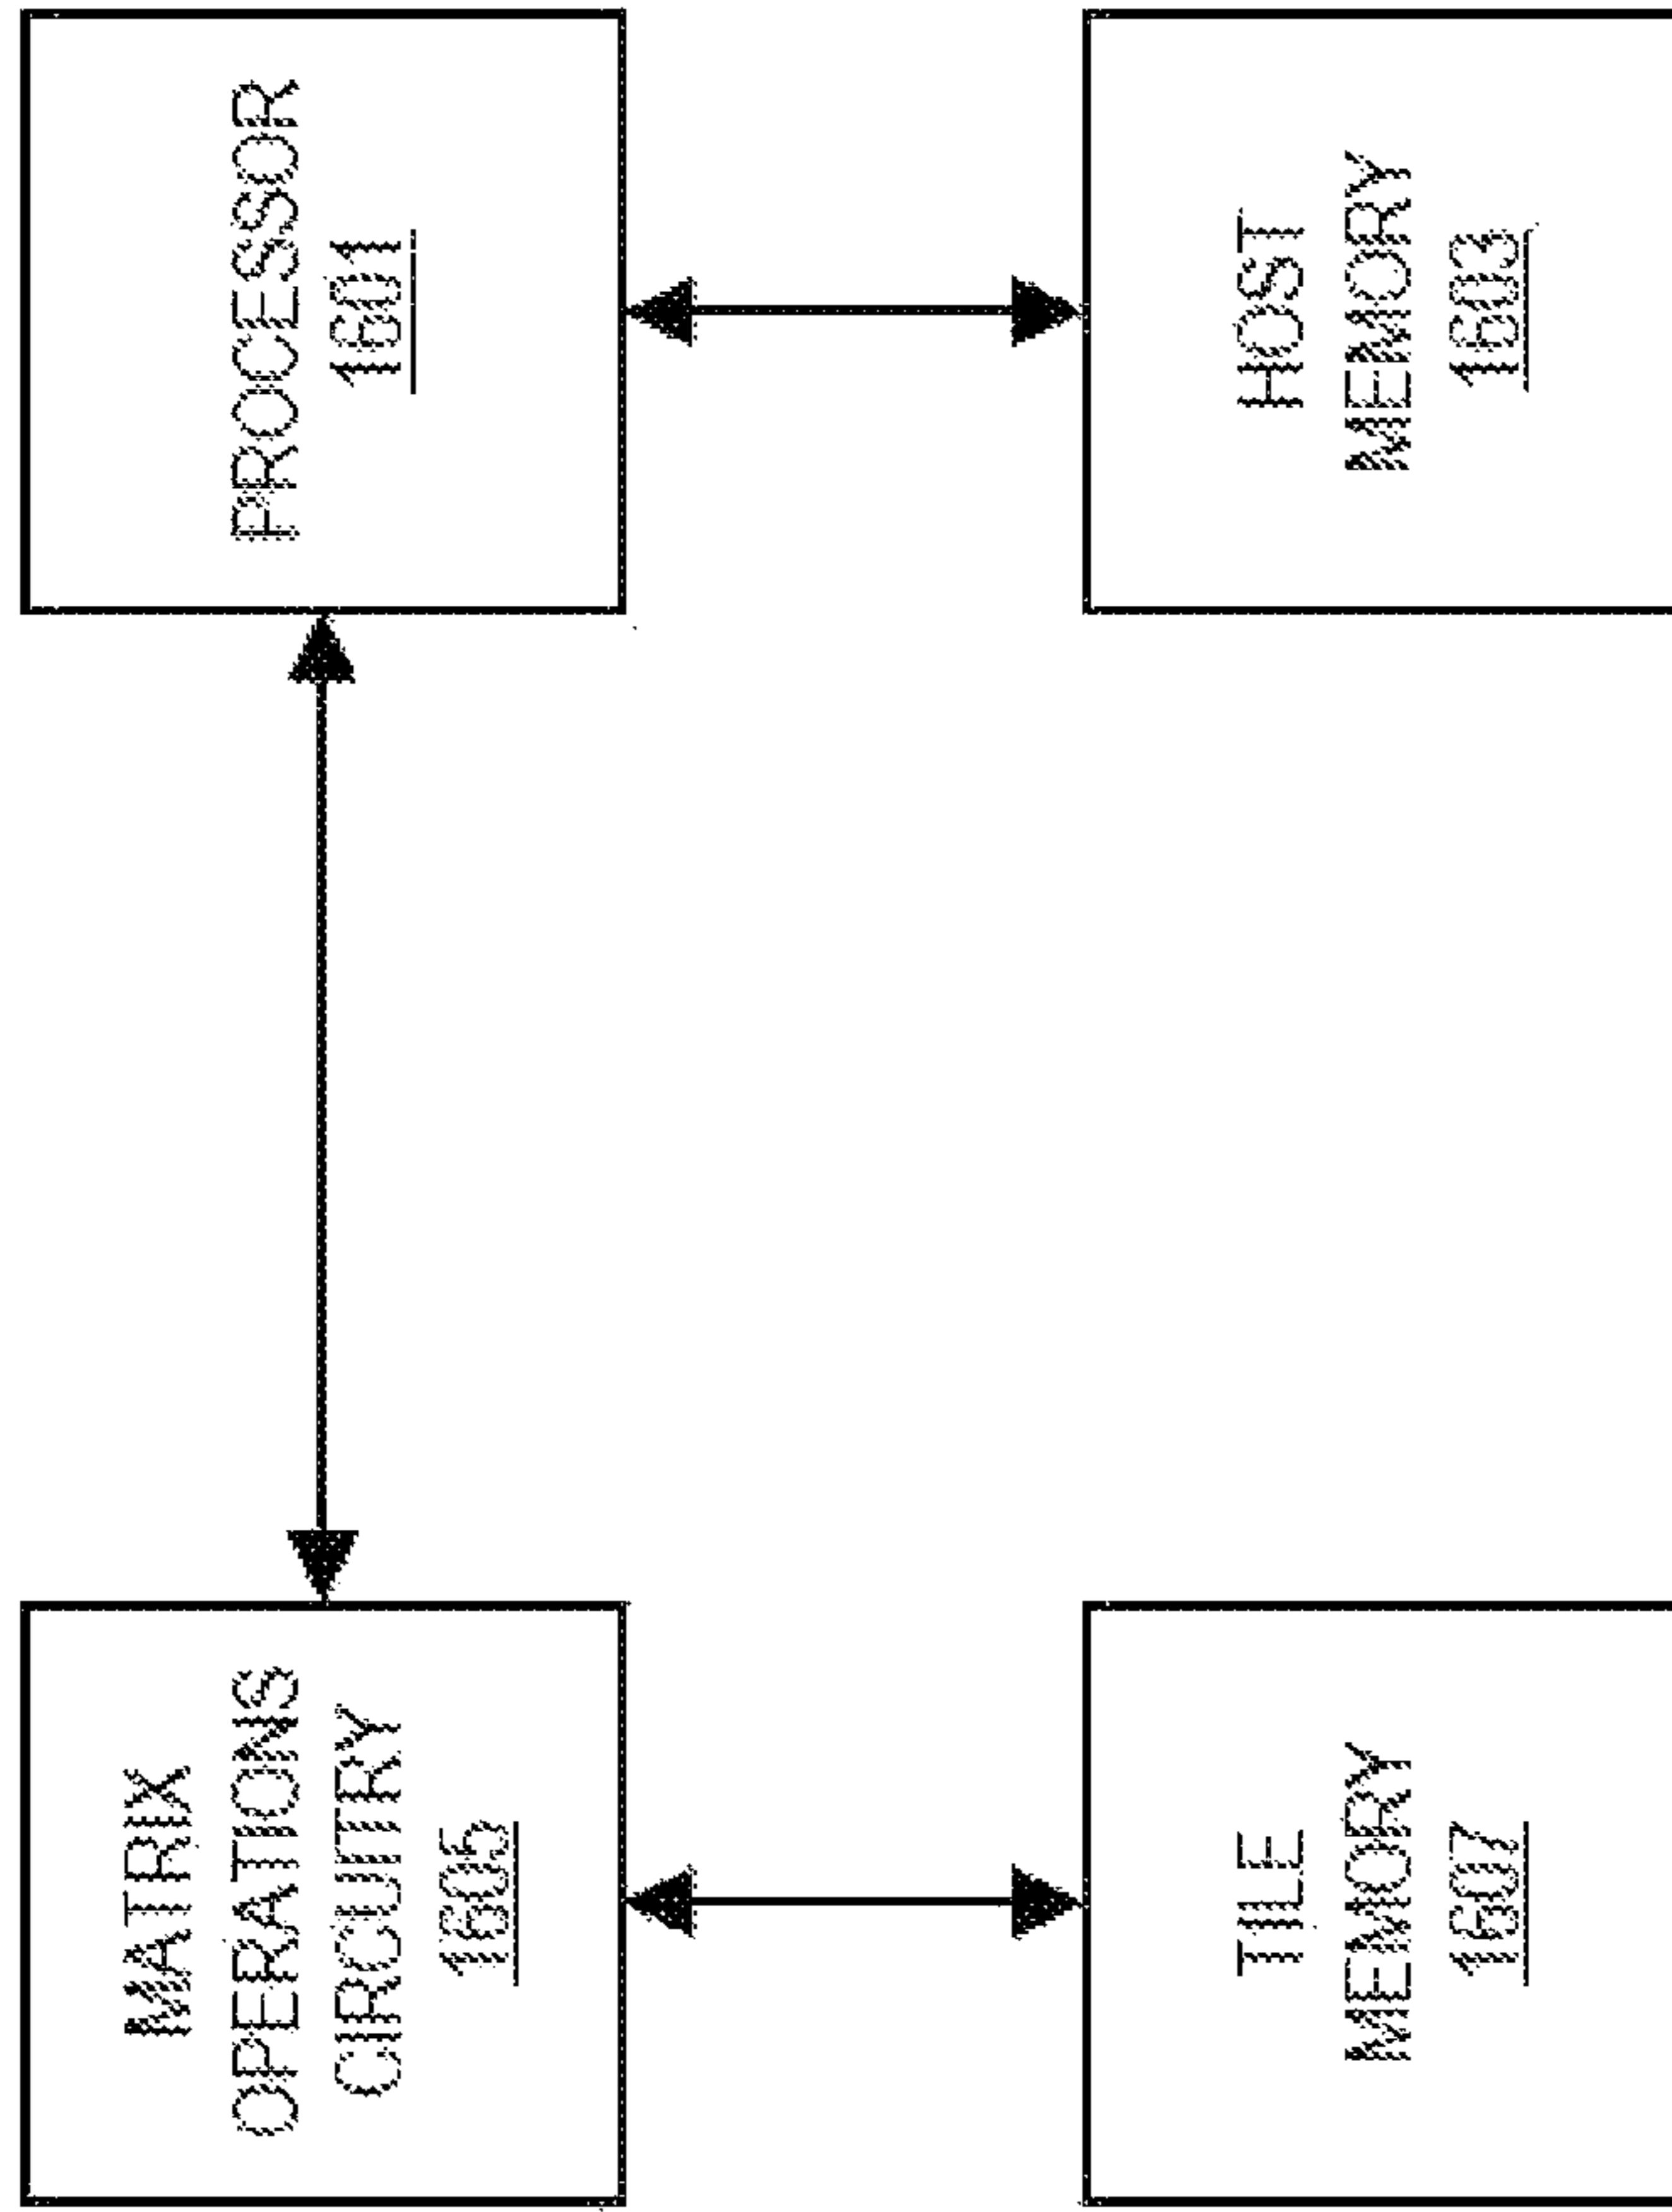 MATRIX
OPERATIONS
CIRCUITRY
1605
PROCESSOR
1601
TILE
MEMORY
1607
HOST
MEMORY
1603